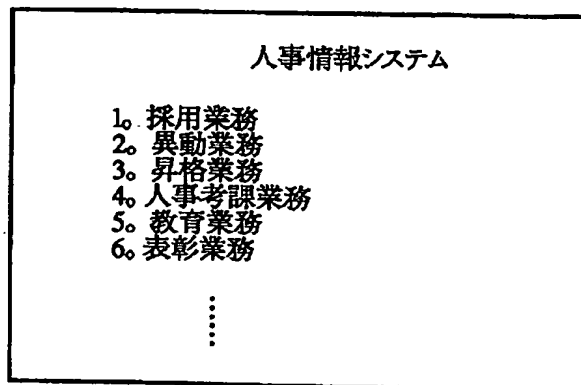 人事情報システム
1。採用業務
2。異動業務
3。昇格業務
4。人事考課業務
5。教育業務
6。表彰業務
⋮